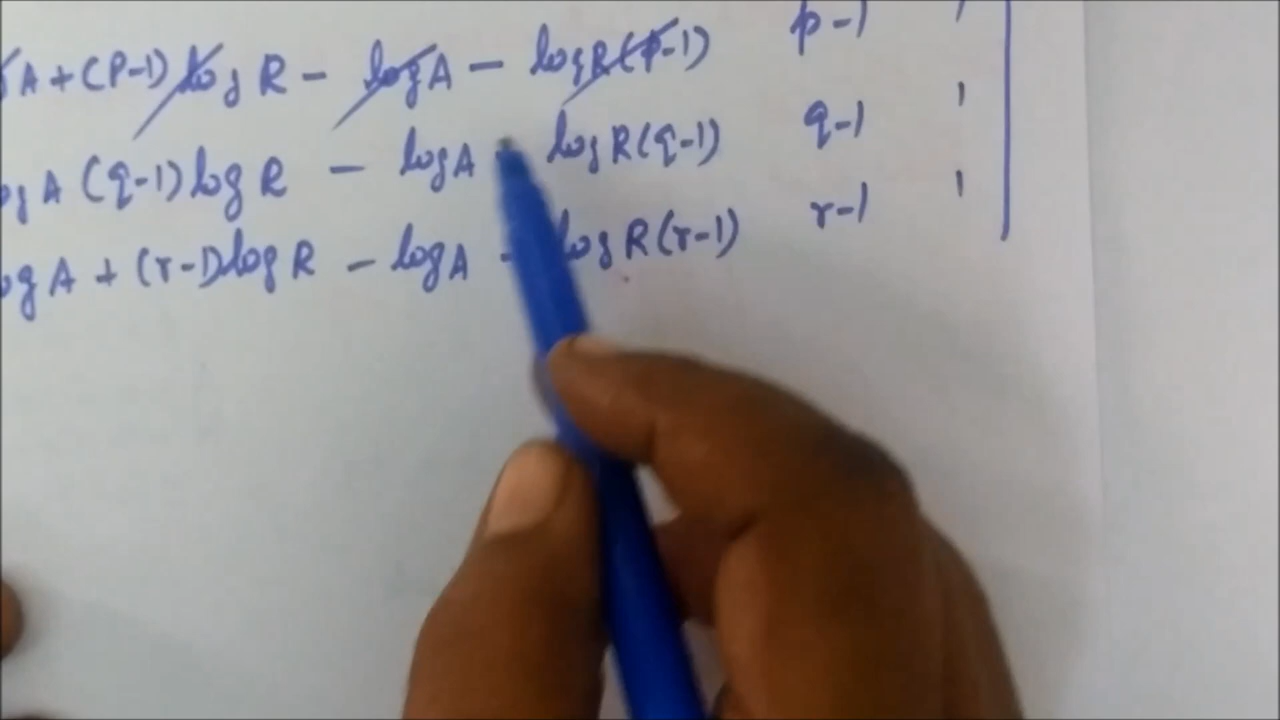 A + (P-1) log R - log A - log R (p-1) p-1 1
log A (q-1) log R - log A - log R (q-1) q-1 1
log A + (r-1) log R - log A - log R (r-1) r-1 1